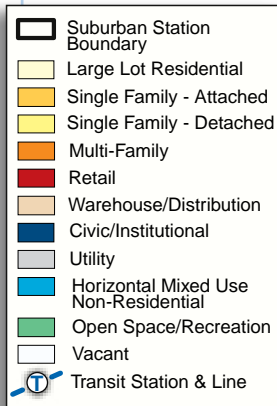 Suburban Station
Boundary
Large Lot Residential
Single Family - Attached
Single Family - Detached
Multi-Family
Retail
Warehouse/Distribution
Civic/Institutional
Utility
Horizontal Mixed Use
Non-Residential
Open Space/Recreation
Vacant
T Transit Station & Line